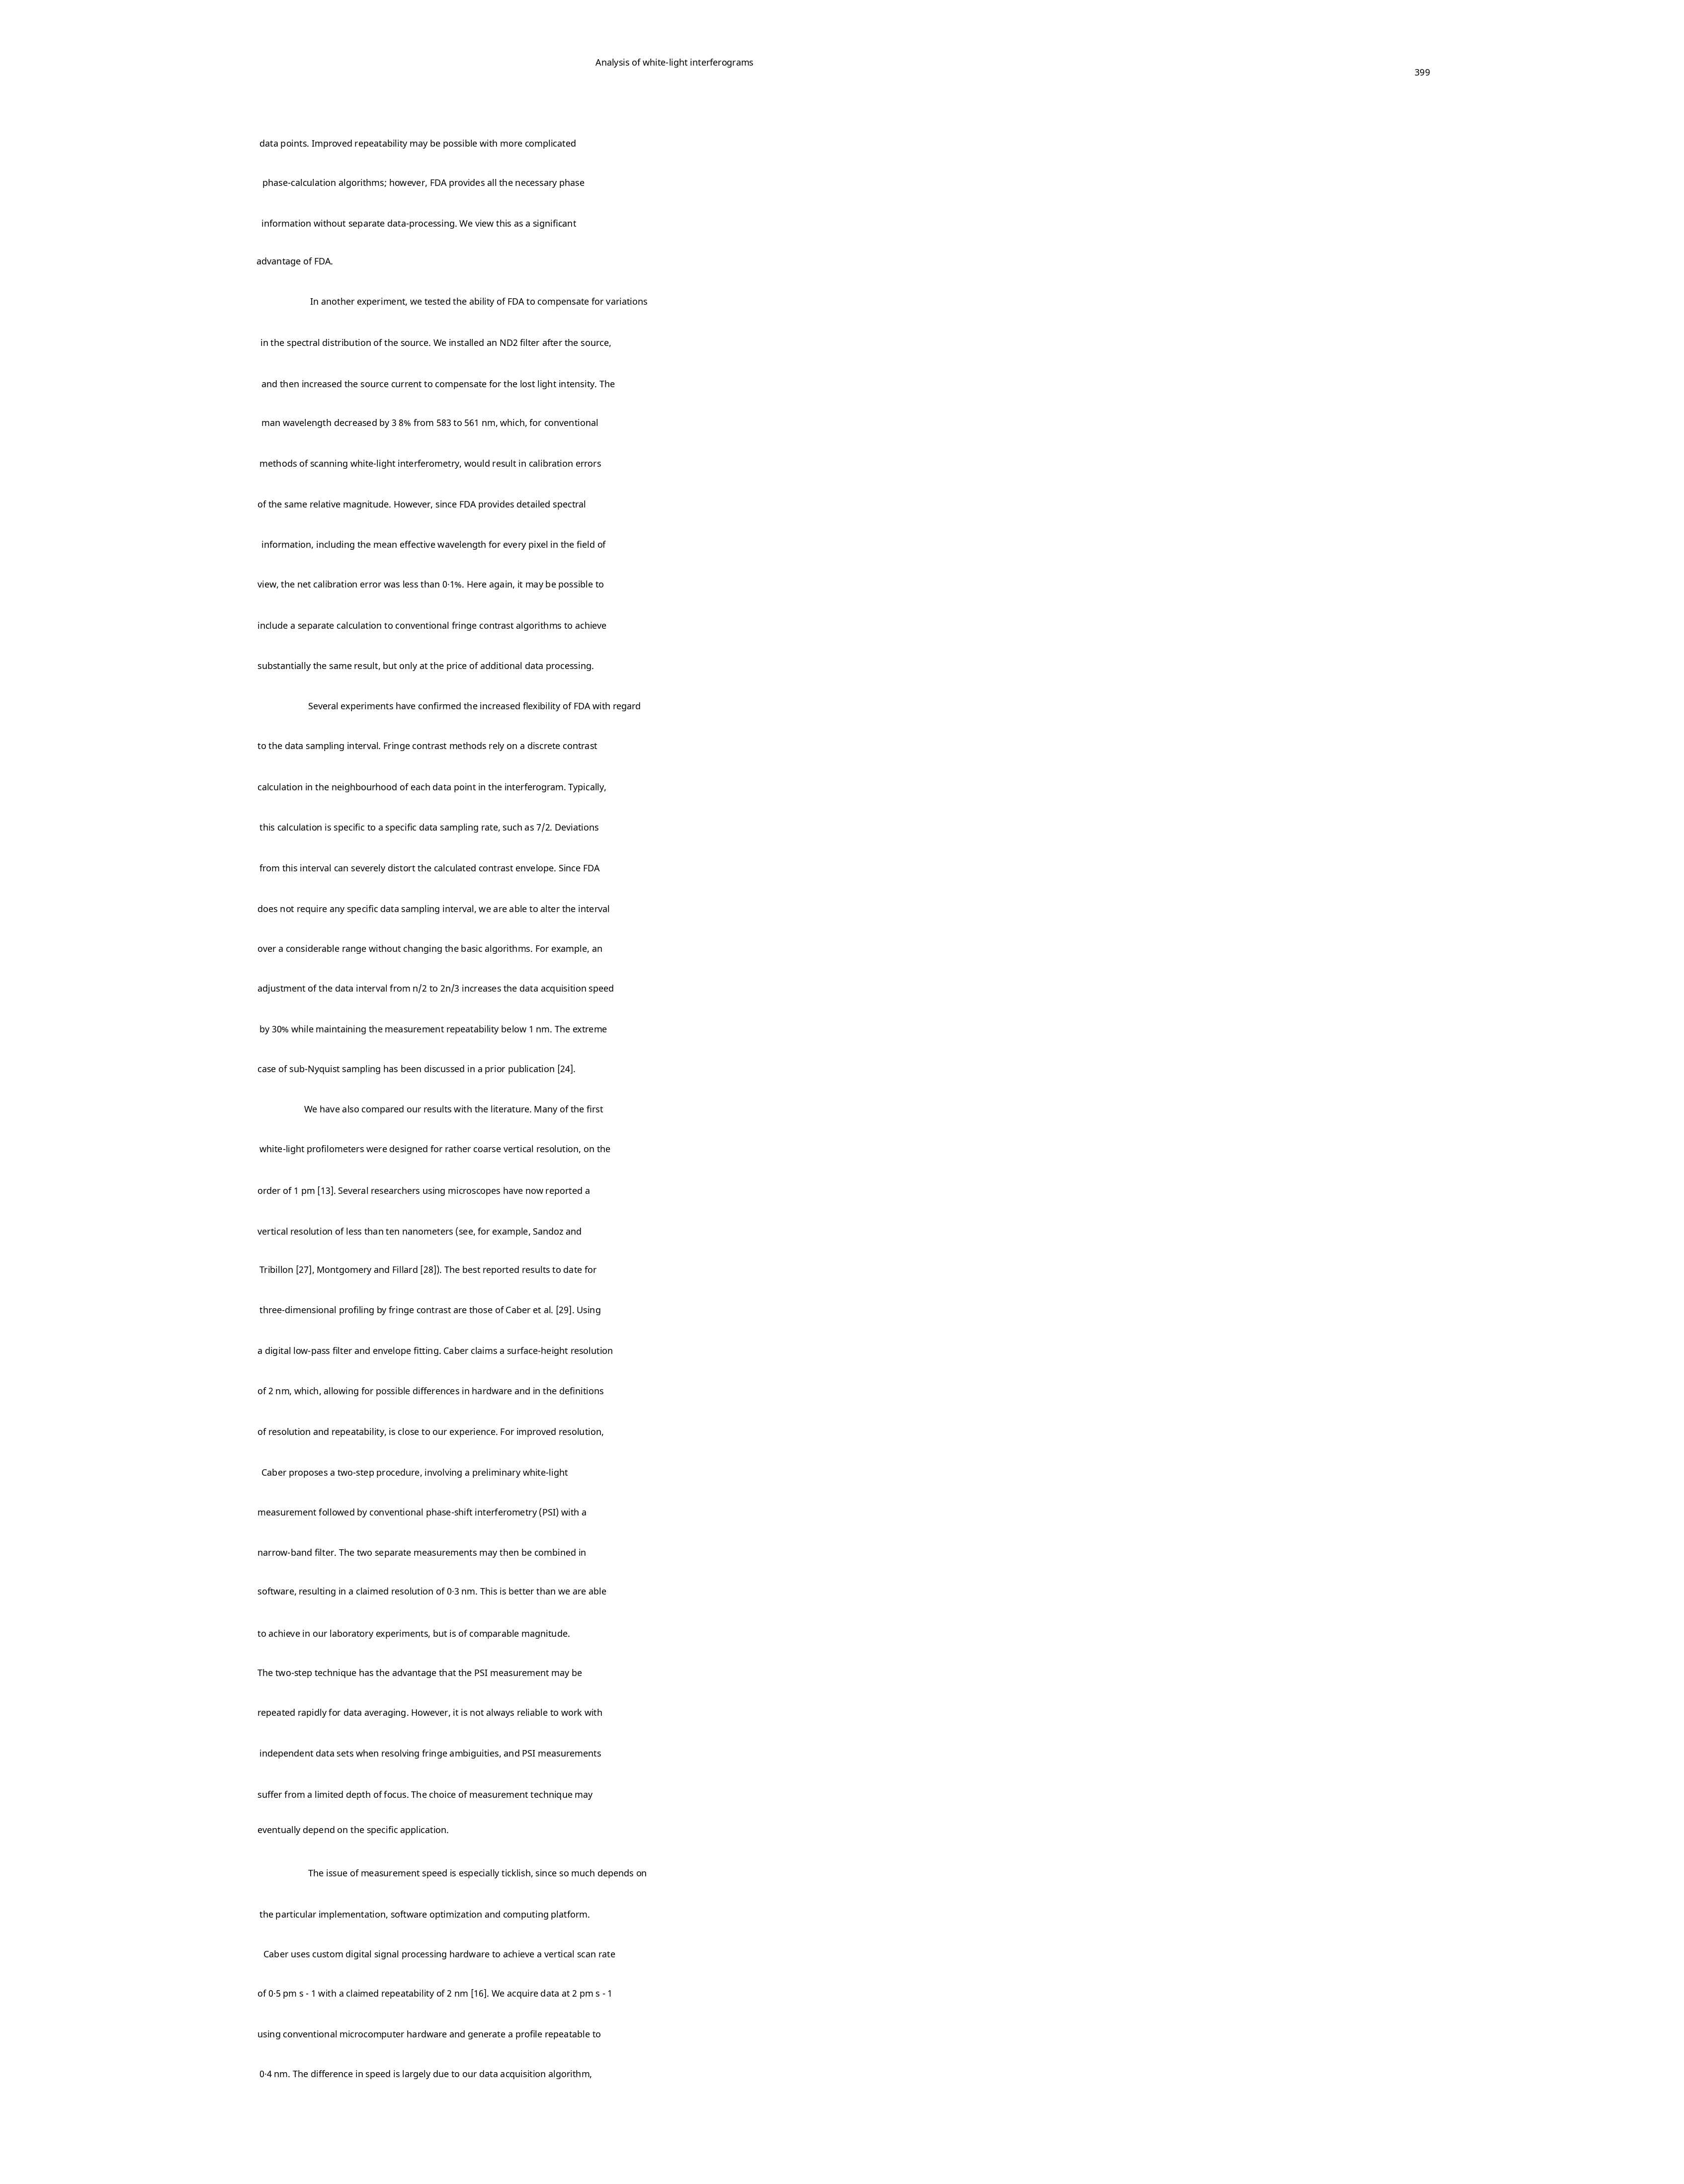 Analysis of white-light interferograms
399
data points. Improved repeatability may be possible with more complicated
phase-calculation algorithms; however, FDA provides all the necessary phase
information without separate data-processing. We view this as a significant
advantage of FDA.
In another experiment, we tested the ability of FDA to compensate for variations
in the spectral distribution of the source. We installed an ND2 filter after the source,
and then increased the source current to compensate for the lost light intensity. The
man wavelength decreased by 3 8% from 583 to 561 nm, which, for conventional
methods of scanning white-light interferometry, would result in calibration errors
of the same relative magnitude. However, since FDA provides detailed spectral
information, including the mean effective wavelength for every pixel in the field of
view, the net calibration error was less than 0·1%. Here again, it may be possible to
include a separate calculation to conventional fringe contrast algorithms to achieve
substantially the same result, but only at the price of additional data processing.
Several experiments have confirmed the increased flexibility of FDA with regard
to the data sampling interval. Fringe contrast methods rely on a discrete contrast
calculation in the neighbourhood of each data point in the interferogram. Typically,
this calculation is specific to a specific data sampling rate, such as 7/2. Deviations
from this interval can severely distort the calculated contrast envelope. Since FDA
does not require any specific data sampling interval, we are able to alter the interval
over a considerable range without changing the basic algorithms. For example, an
adjustment of the data interval from n/2 to 2n/3 increases the data acquisition speed
by 30% while maintaining the measurement repeatability below 1 nm. The extreme
case of sub-Nyquist sampling has been discussed in a prior publication [24].
We have also compared our results with the literature. Many of the first
white-light profilometers were designed for rather coarse vertical resolution, on the
order of 1 pm [13]. Several researchers using microscopes have now reported a
vertical resolution of less than ten nanometers (see, for example, Sandoz and
Tribillon [27], Montgomery and Fillard [28]). The best reported results to date for
three-dimensional profiling by fringe contrast are those of Caber et al. [29]. Using
a digital low-pass filter and envelope fitting. Caber claims a surface-height resolution
of 2 nm, which, allowing for possible differences in hardware and in the definitions
of resolution and repeatability, is close to our experience. For improved resolution,
Caber proposes a two-step procedure, involving a preliminary white-light
measurement followed by conventional phase-shift interferometry (PSI) with a
narrow-band filter. The two separate measurements may then be combined in
software, resulting in a claimed resolution of 0·3 nm. This is better than we are able
to achieve in our laboratory experiments, but is of comparable magnitude.
The two-step technique has the advantage that the PSI measurement may be
repeated rapidly for data averaging. However, it is not always reliable to work with
independent data sets when resolving fringe ambiguities, and PSI measurements
suffer from a limited depth of focus. The choice of measurement technique may
eventually depend on the specific application.
The issue of measurement speed is especially ticklish, since so much depends on
the particular implementation, software optimization and computing platform.
Caber uses custom digital signal processing hardware to achieve a vertical scan rate
of 0·5 pm s - 1 with a claimed repeatability of 2 nm [16]. We acquire data at 2 pm s - 1
using conventional microcomputer hardware and generate a profile repeatable to
0·4 nm. The difference in speed is largely due to our data acquisition algorithm,